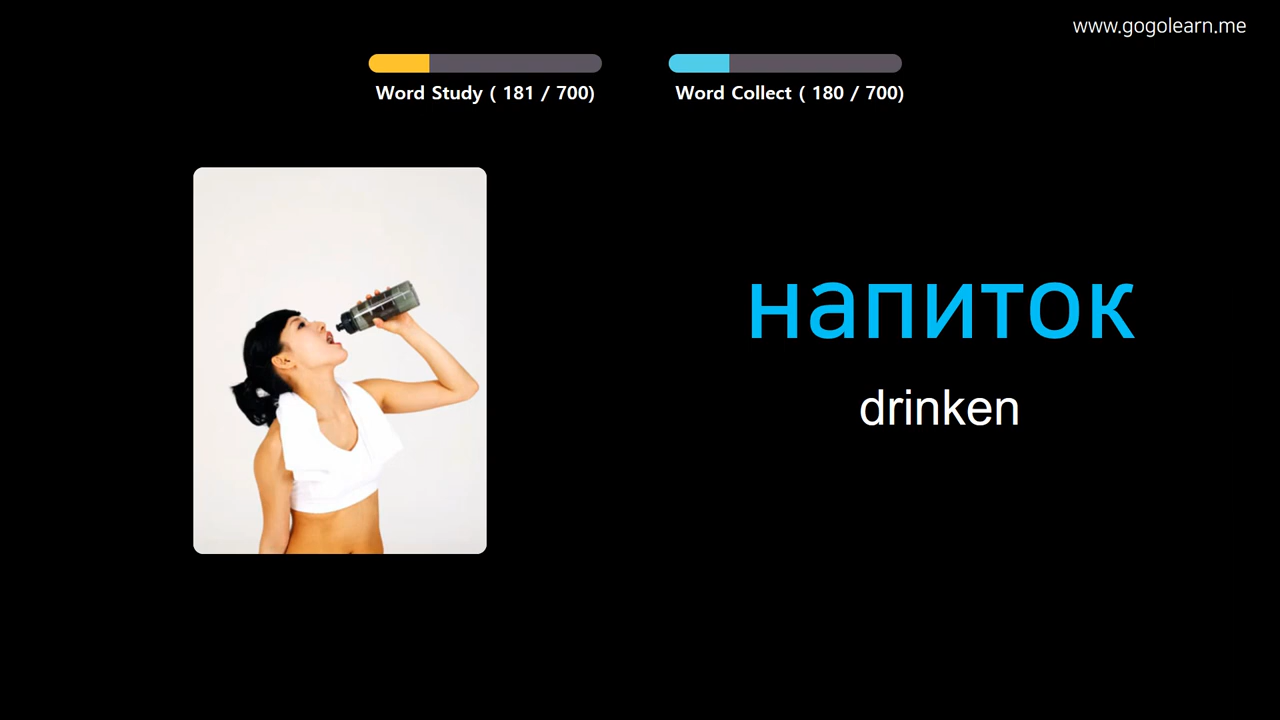 www.gogolearn.me
Word Study ( 181 / 700)
Word Collect ( 180 / 700)
напиток
drinken